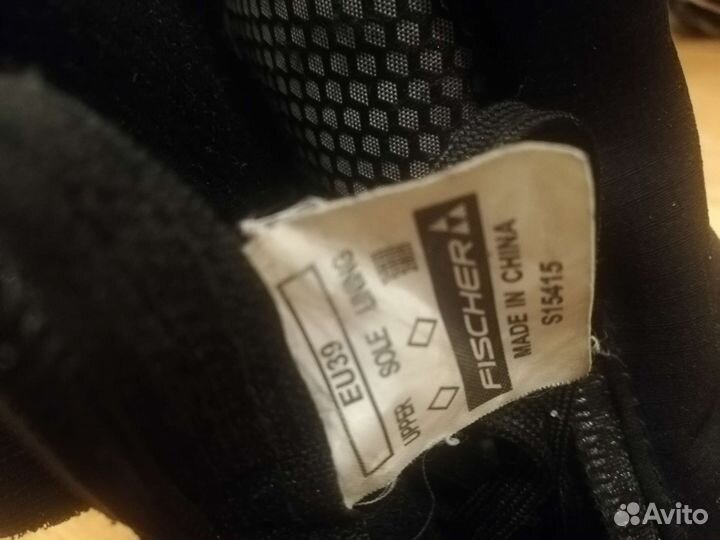 FISCHER
MADE IN CHINA
S15415
UPPER SOLE LINING
EU39
Avito